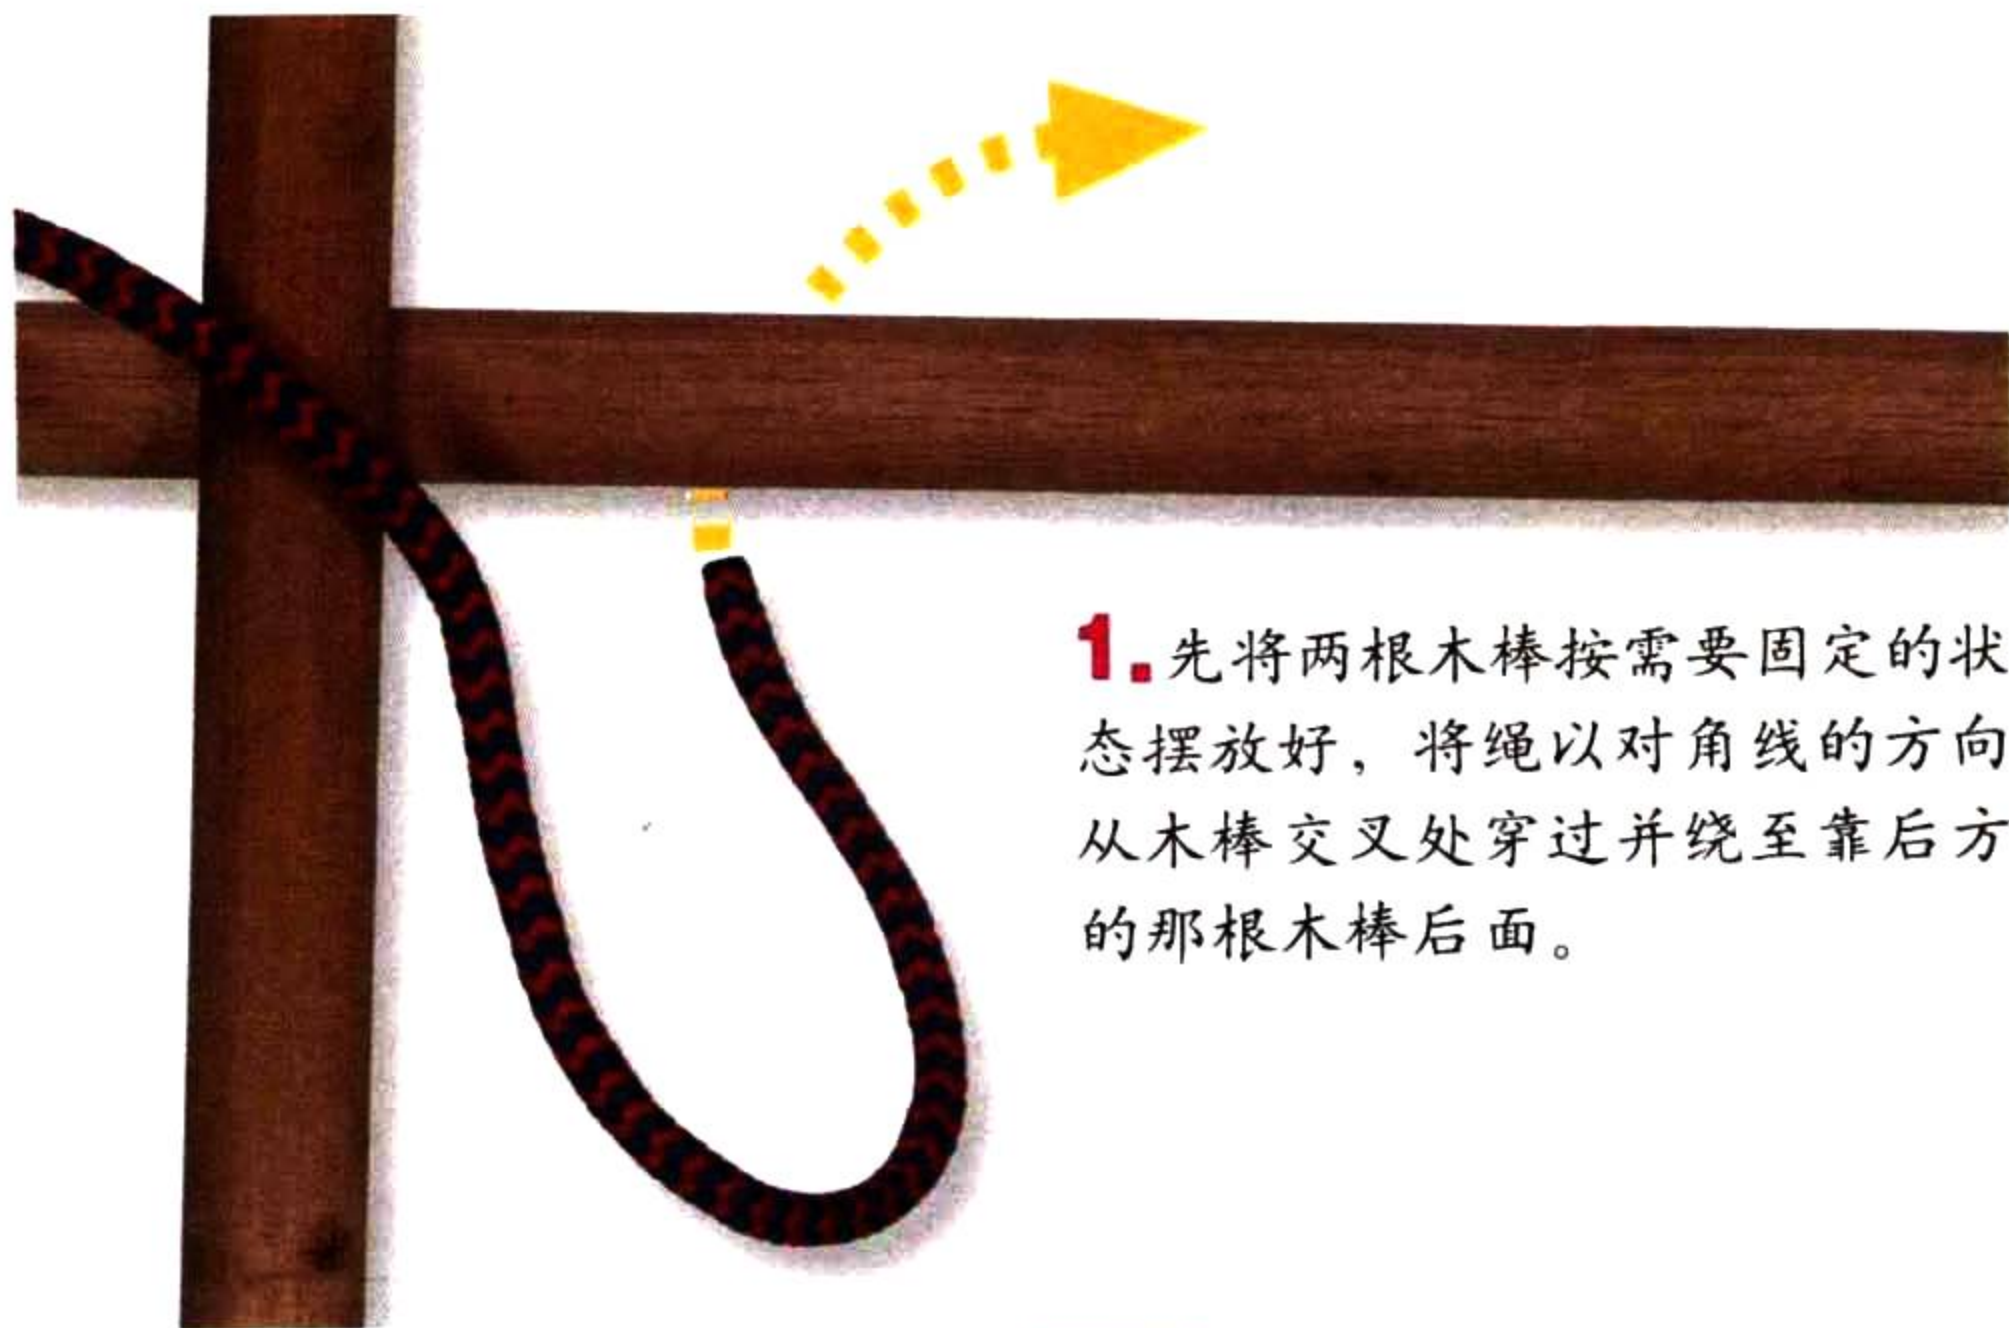 1.先将两根木棒按需要固定的状
态摆放好，将绳以对角线的方向
从木棒交叉处穿过并绕至靠后方
的那根木棒后面。